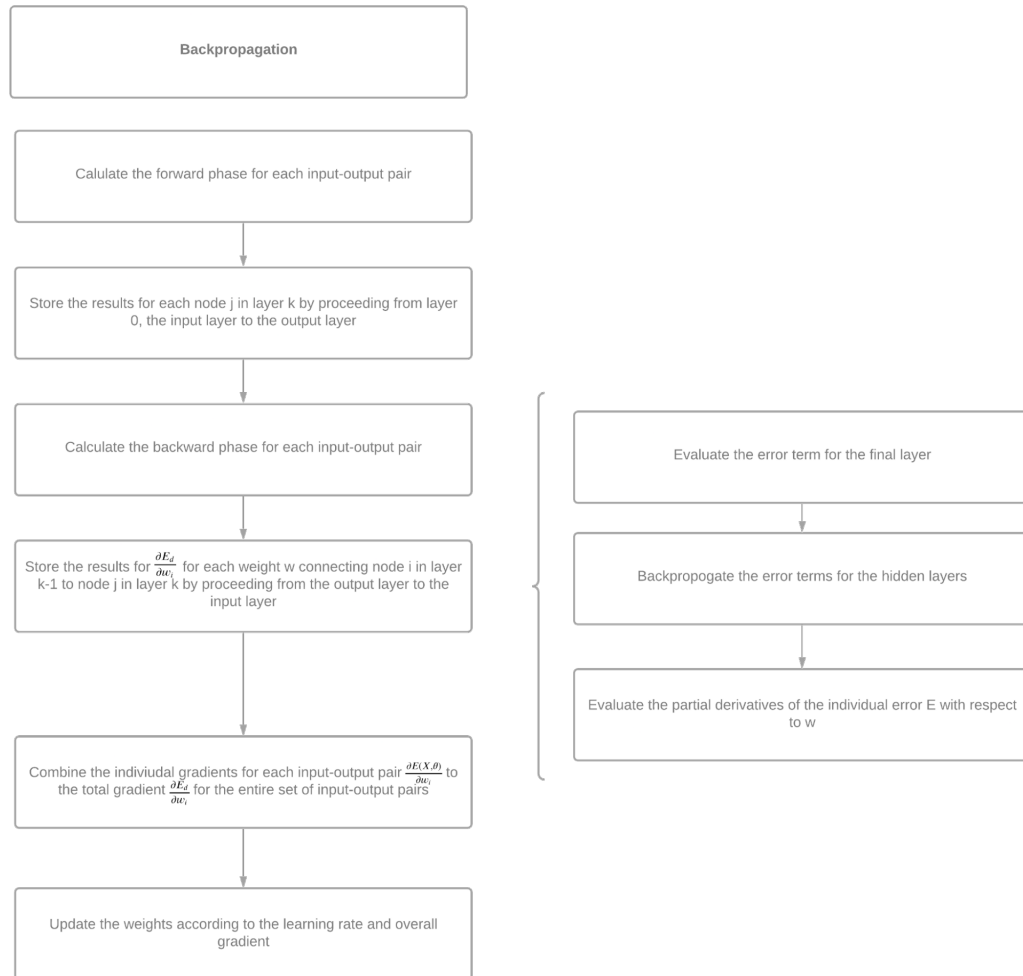 Backpropagation
Calulate the forward phase for each input-output pair
Store the results for each node j in layer k by proceeding from layer
0, the input layer to the output layer
Calculate the backward phase for each input-output pair
Store the results for ∂E_d/∂w_i for each weight w connecting node i in layer
k-1 to node j in layer k by proceeding from the output layer to the
input layer
Combine the indiviudal gradients for each input-output pair ∂E(X,θ)/∂w_i to
the total gradient ∂E_d/∂w_i for the entire set of input-output pairs
Update the weights according to the learning rate and overall
gradient
Evaluate the error term for the final layer
Backpropogate the error terms for the hidden layers
Evaluate the partial derivatives of the individual error E with respect
to w